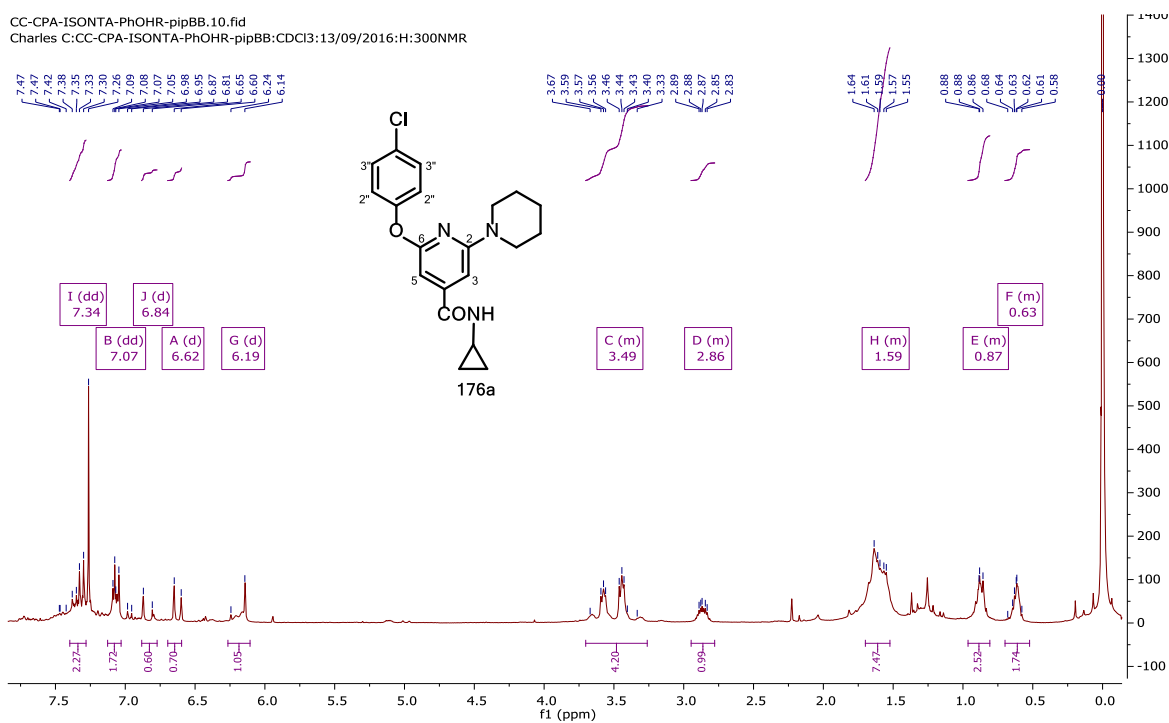 CC-CPA-ISONTA-PhOHR-pipBB.10.fid
Charles C:CC-CPA-ISONTA-PhOHR-pipBB:CDCl3:13/09/2016:H:300NMR
7.47 7.47 7.42 7.38 7.35 7.33 7.30 7.26 7.09 7.08 7.07 7.05 6.98 6.95 6.87 6.81 6.65 6.60 6.24 6.14 3.67 3.59 3.57 3.56 3.46 3.44 3.43 3.40 3.33 2.89 2.88 2.87 2.85 2.83 1.64 1.61 1.59 1.57 1.55 0.88 0.88 0.86 0.68 0.64 0.63 0.62 0.61 0.58 0.00
Cl
3" 3"
2" 2"
O 6 N 2 N
5 3
CO NH
176a
I (dd) J (d) F (m)
7.34 6.84 0.63
B (dd) A (d) G (d) C (m) D (m) H (m) E (m)
7.07 6.62 6.19 3.49 2.86 1.59 0.87
1400
1300
1200
1100
1000
900
800
700
600
500
400
300
200
100
0
-100
2.27 1.72 0.60 0.70 1.05 4.20 0.99 7.47 2.52 1.74
7.5 7.0 6.5 6.0 5.5 5.0 4.5 4.0 3.5 3.0 2.5 2.0 1.5 1.0 0.5 0.0
f1 (ppm)